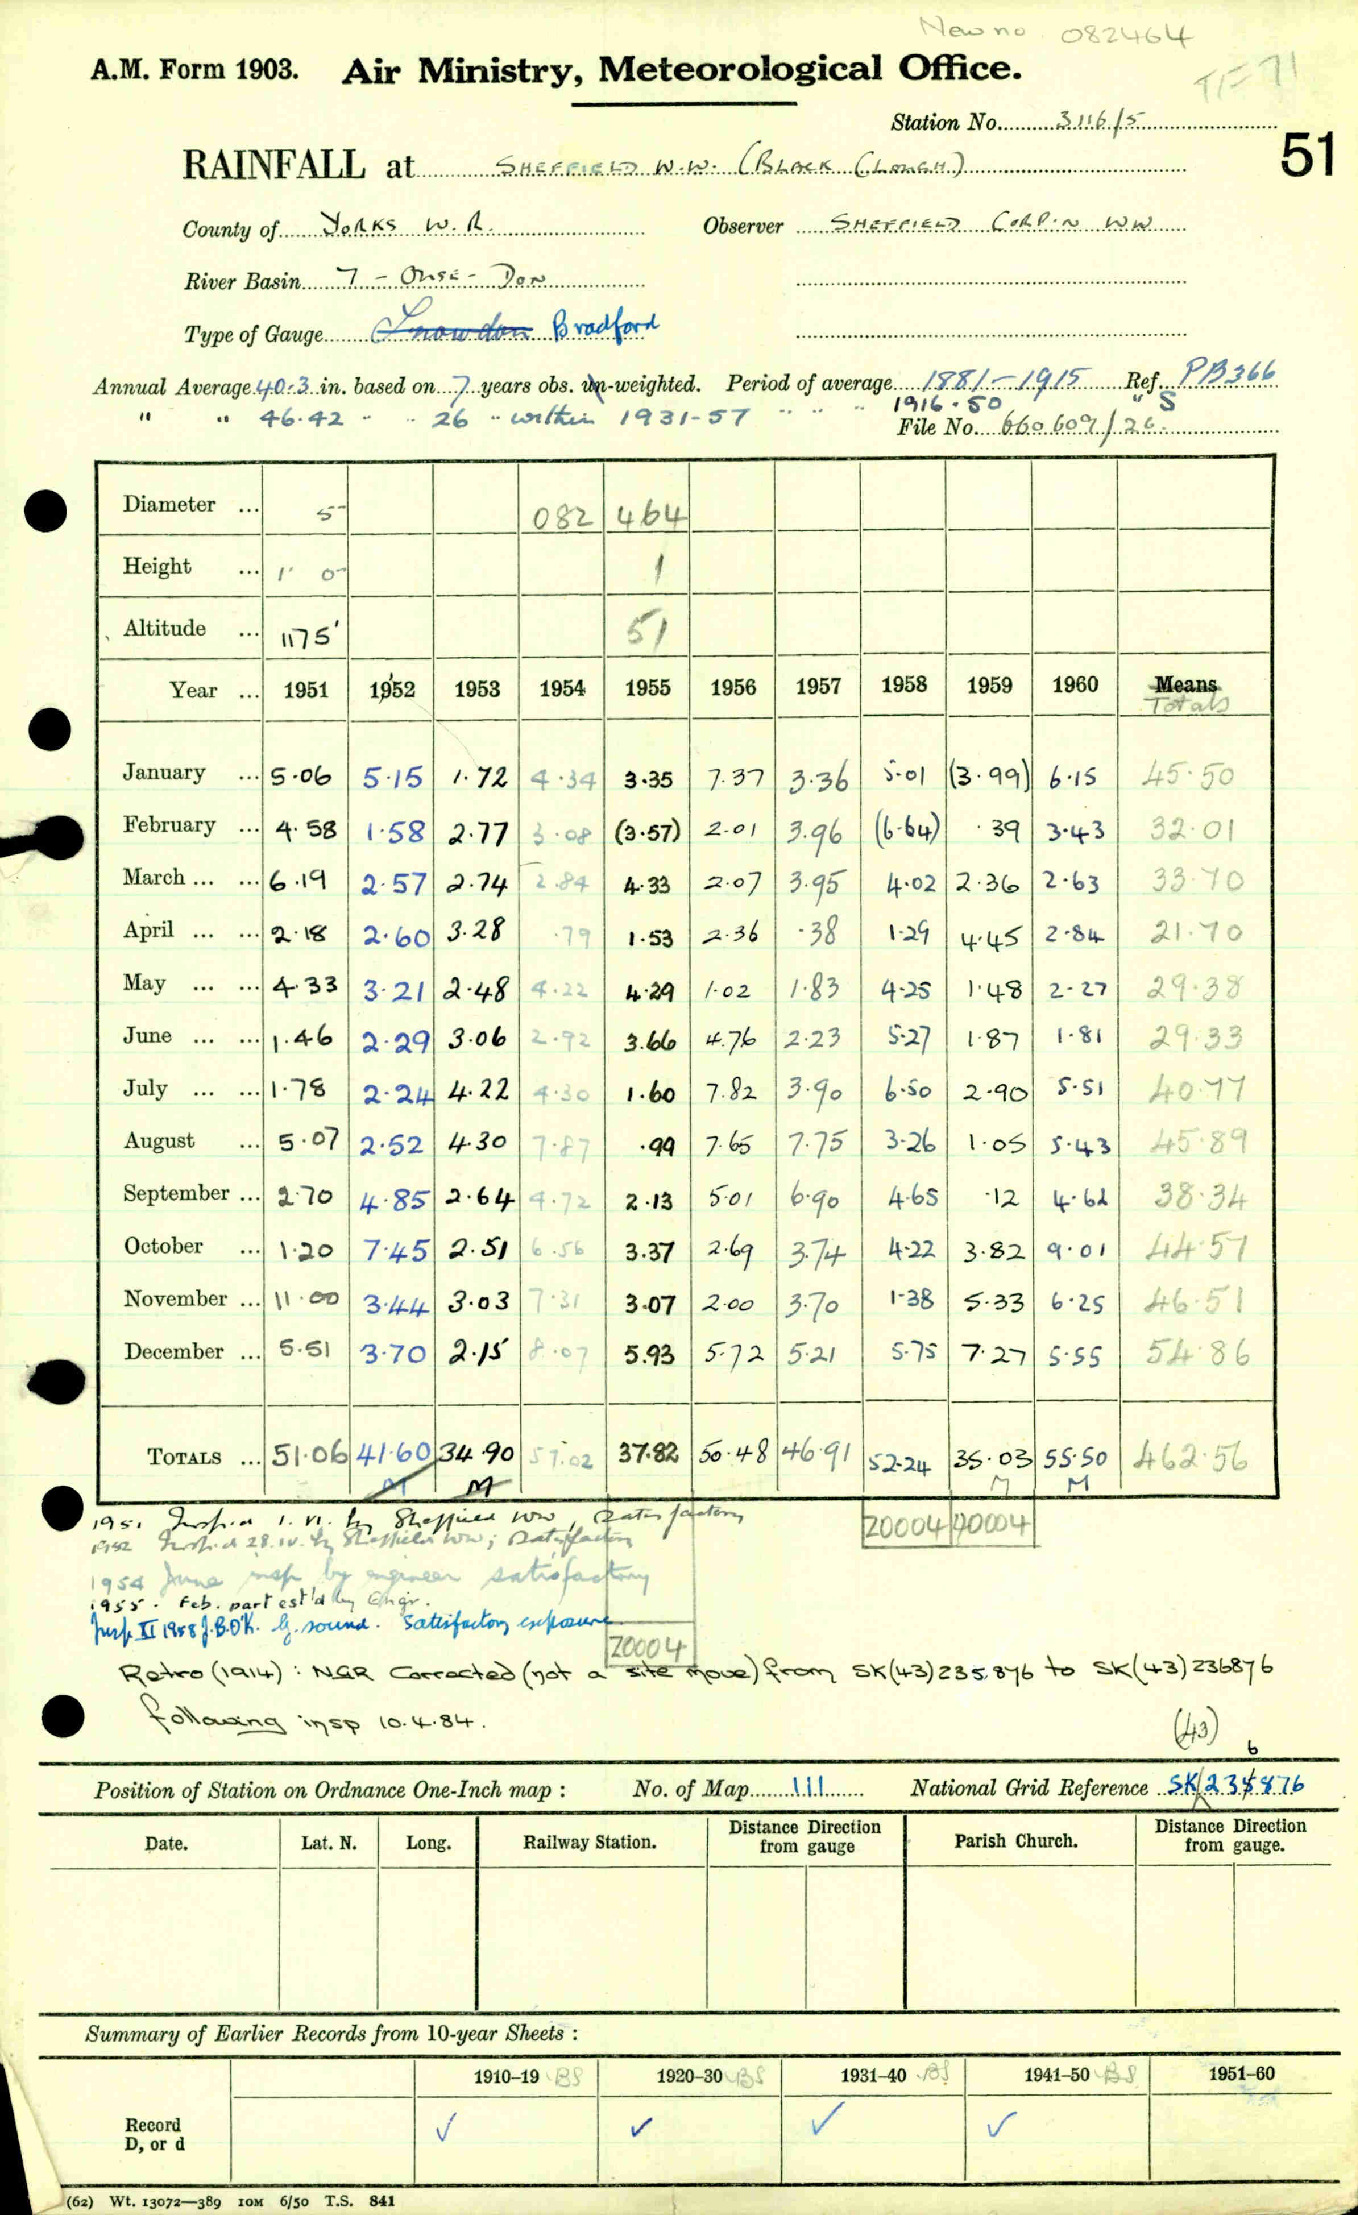 New no 082464
A.M. Form 1903. Air Ministry, Meteorological Office.
Station No. 3116/5
51
RAINFALL at SHEFFIELD W.W. (BLACK CLOUGH)
County of YORKS W.R. Observer SHEFFIELD CORP'N WW
River Basin 7 - OUSE - DON
Type of Gauge Snowdon Bradford
Annual Average 40.3 in. based on 7 years obs. un-weighted. Period of average 1881-1915 Ref. PB366
" " 46.42 " " 26 " within 1931-57 " " " 1916-50 " S
File No. 660609/26
Diameter ... 5 082 464
Height ... 1' 0 1
Altitude ... 1175' 51
Year ... 1951 1952 1953 1954 1955 1956 1957 1958 1959 1960 Means
Totals
January ... 5.06 5.15 1.72 4.34 3.35 7.37 3.36 5.01 (3.99) 6.15 45.50
February ... 4.58 1.58 2.77 3.08 (3.57) 2.01 3.96 (6.64) .39 3.43 32.01
March ... ... 6.19 2.57 2.74 2.84 4.33 2.07 3.95 4.02 2.36 2.63 33.70
April ... ... 2.18 2.60 3.28 .79 1.53 2.36 .38 1.29 4.45 2.84 21.70
May ... ... 4.33 3.21 2.48 4.22 4.29 1.02 1.83 4.25 1.48 2.27 29.38
June ... ... 1.46 2.29 3.06 2.92 3.66 4.76 2.23 5.27 1.87 1.81 29.33
July ... ... 1.78 2.24 4.22 4.30 1.60 7.82 3.90 6.50 2.90 5.51 40.77
August ... 5.07 2.52 4.30 7.87 .99 7.65 7.75 3.26 1.05 5.43 45.89
September ... 2.70 4.85 2.64 4.72 2.13 5.01 6.90 4.65 .12 4.62 38.34
October ... 1.20 7.45 2.51 6.56 3.37 2.69 3.74 4.22 3.82 9.01 44.57
November ... 11.00 3.44 3.03 7.31 3.07 2.00 3.70 1.38 5.33 6.25 46.51
December ... 5.51 3.70 2.15 8.07 5.93 5.72 5.21 5.75 7.27 5.55 54.86
TOTALS ... 51.06 41.60 34.90 57.02 37.82 50.48 46.91 52.24 35.03 55.50 462.56
M M M M
1951 Insp'd 1.VI. by Sheffield WW, Satisfactory
20004 40004
1952 Insp'd 28.IV. by Sheffield WW; Satisfactory
1954 June insp by engineer satisfactory
1955. Feb. part est'd by Engr.
Insp. II 1958 J.B.O'K. G. sound. Satisfactory exposure
20004
Retro (1914): NGR Corrected (not a site move) from SK(43)235876 to SK(43)236876
following insp 10.4.84.
(43)
6
Position of Station on Ordnance One-Inch map : No. of Map 111 National Grid Reference SK/235876
Date. Lat. N. Long. Railway Station. Distance Direction from gauge Parish Church. Distance Direction from gauge.
Summary of Earlier Records from 10-year Sheets :
1910–19 BS 1920–30 BS 1931–40 BS 1941–50 BS 1951–60
Record
D, or d ✓ ✓ ✓ ✓
(62) Wt. 13072—389 10M 6/50 T.S. 841